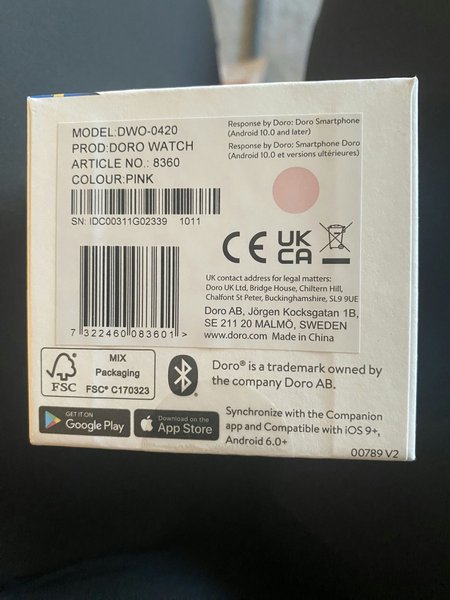 MODEL:DWO-0420
PROD:DORO WATCH
ARTICLE NO.: 8360
COLOUR:PINK
SN: IDC00311G02339 1011
Response by Doro: Doro Smartphone
(Android 10.0 and later)
Response by Doro: Smartphone Doro
(Android 10.0 et versions ultérieures)
CE UK
CA
UK contact address for legal matters:
Doro UK Ltd, Bridge House, Chiltern Hill,
Chalfont St Peter, Buckinghamshire, SL9 9UE
Doro AB, Jörgen Kocksgatan 1B,
SE 211 20 MALMÖ, SWEDEN
www.doro.com Made in China
7 322460 083601 >
FSC
MIX
Packaging
FSC® C170323
Doro® is a trademark owned by
the company Doro AB.
GET IT ON
Google Play
Download on the
App Store
Synchronize with the Companion
app and Compatible with iOS 9+,
Android 6.0+
00789 V2